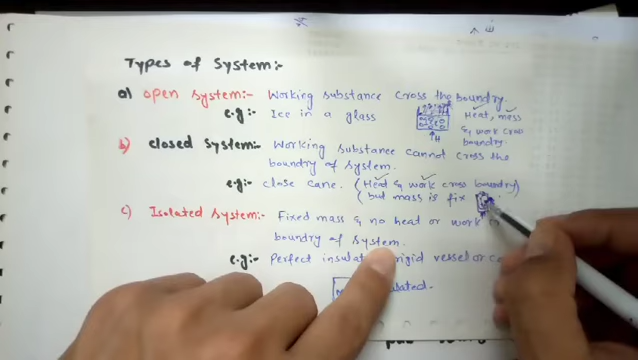 Types of System:-
a) open system:- Working substance cross the boundry.
e.g:- Ice in a glass
Heat, mass
& work cross
boundry.
H
b) closed system:- Working substance cannot cross the
boundry of system.
e.g:- close cane. (Heat & work cross boundry)
(but mass is fix
c) Isolated system:- Fixed mass & no heat or work
boundry of system.
e.g:- Perfect rigid vessel or